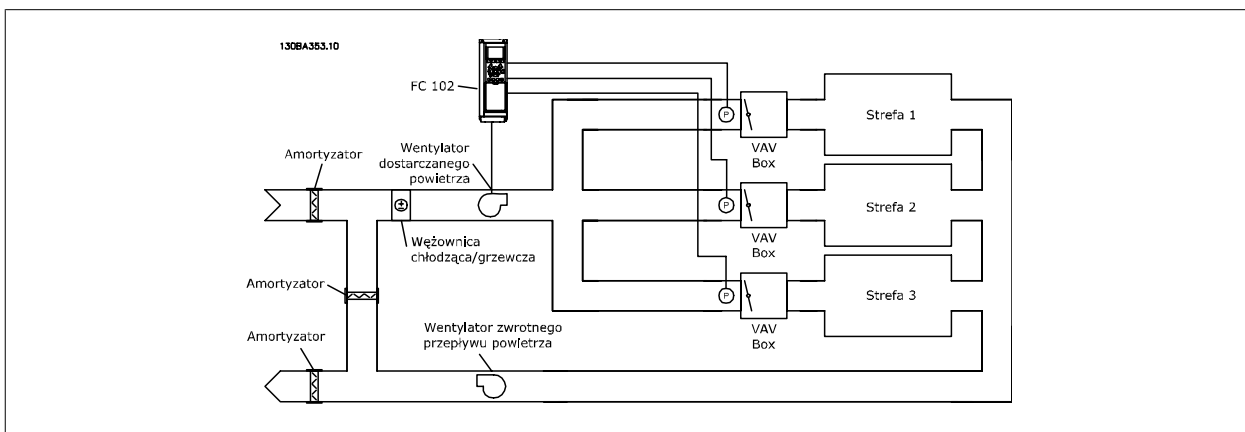 130BA353.10
FC 102
Amortyzator
Wentylator
dostarczanego
powietrza
P
VAV
Box
Strefa 1
P
VAV
Box
Strefa 2
Wężownica
chłodząca/grzewcza
Amortyzator
P
VAV
Box
Strefa 3
Amortyzator
Wentylator zwrotnego
przepływu powietrza